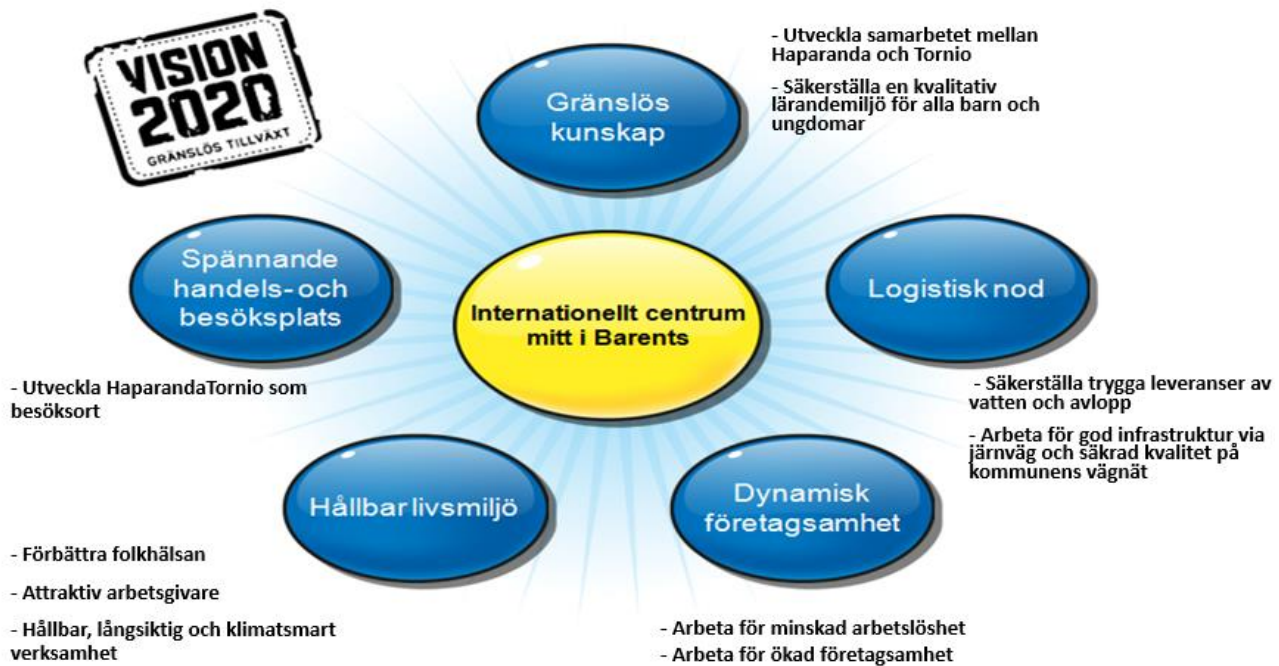 VISION
2020
GRÄNSLÖS TILLVÄXT
Gränslös
kunskap
- Utveckla samarbetet mellan
Haparanda och Tornio
- Säkerställa en kvalitativ
lärandemiljö för alla barn och
ungdomar
Spännande
handels- och
besöksplats
- Utveckla HaparandaTornio som
besöksort
Internationellt centrum
mitt i Barents
Logistisk nod
- Säkerställa trygga leveranser av
vatten och avlopp
- Arbeta för god infrastruktur via
järnväg och säkrad kvalitet på
kommunens vägnät
Hållbar livsmiljö
- Förbättra folkhälsan
- Attraktiv arbetsgivare
- Hållbar, långsiktig och klimatsmart
verksamhet
Dynamisk
företagsamhet
- Arbeta för minskad arbetslöshet
- Arbeta för ökad företagsamhet